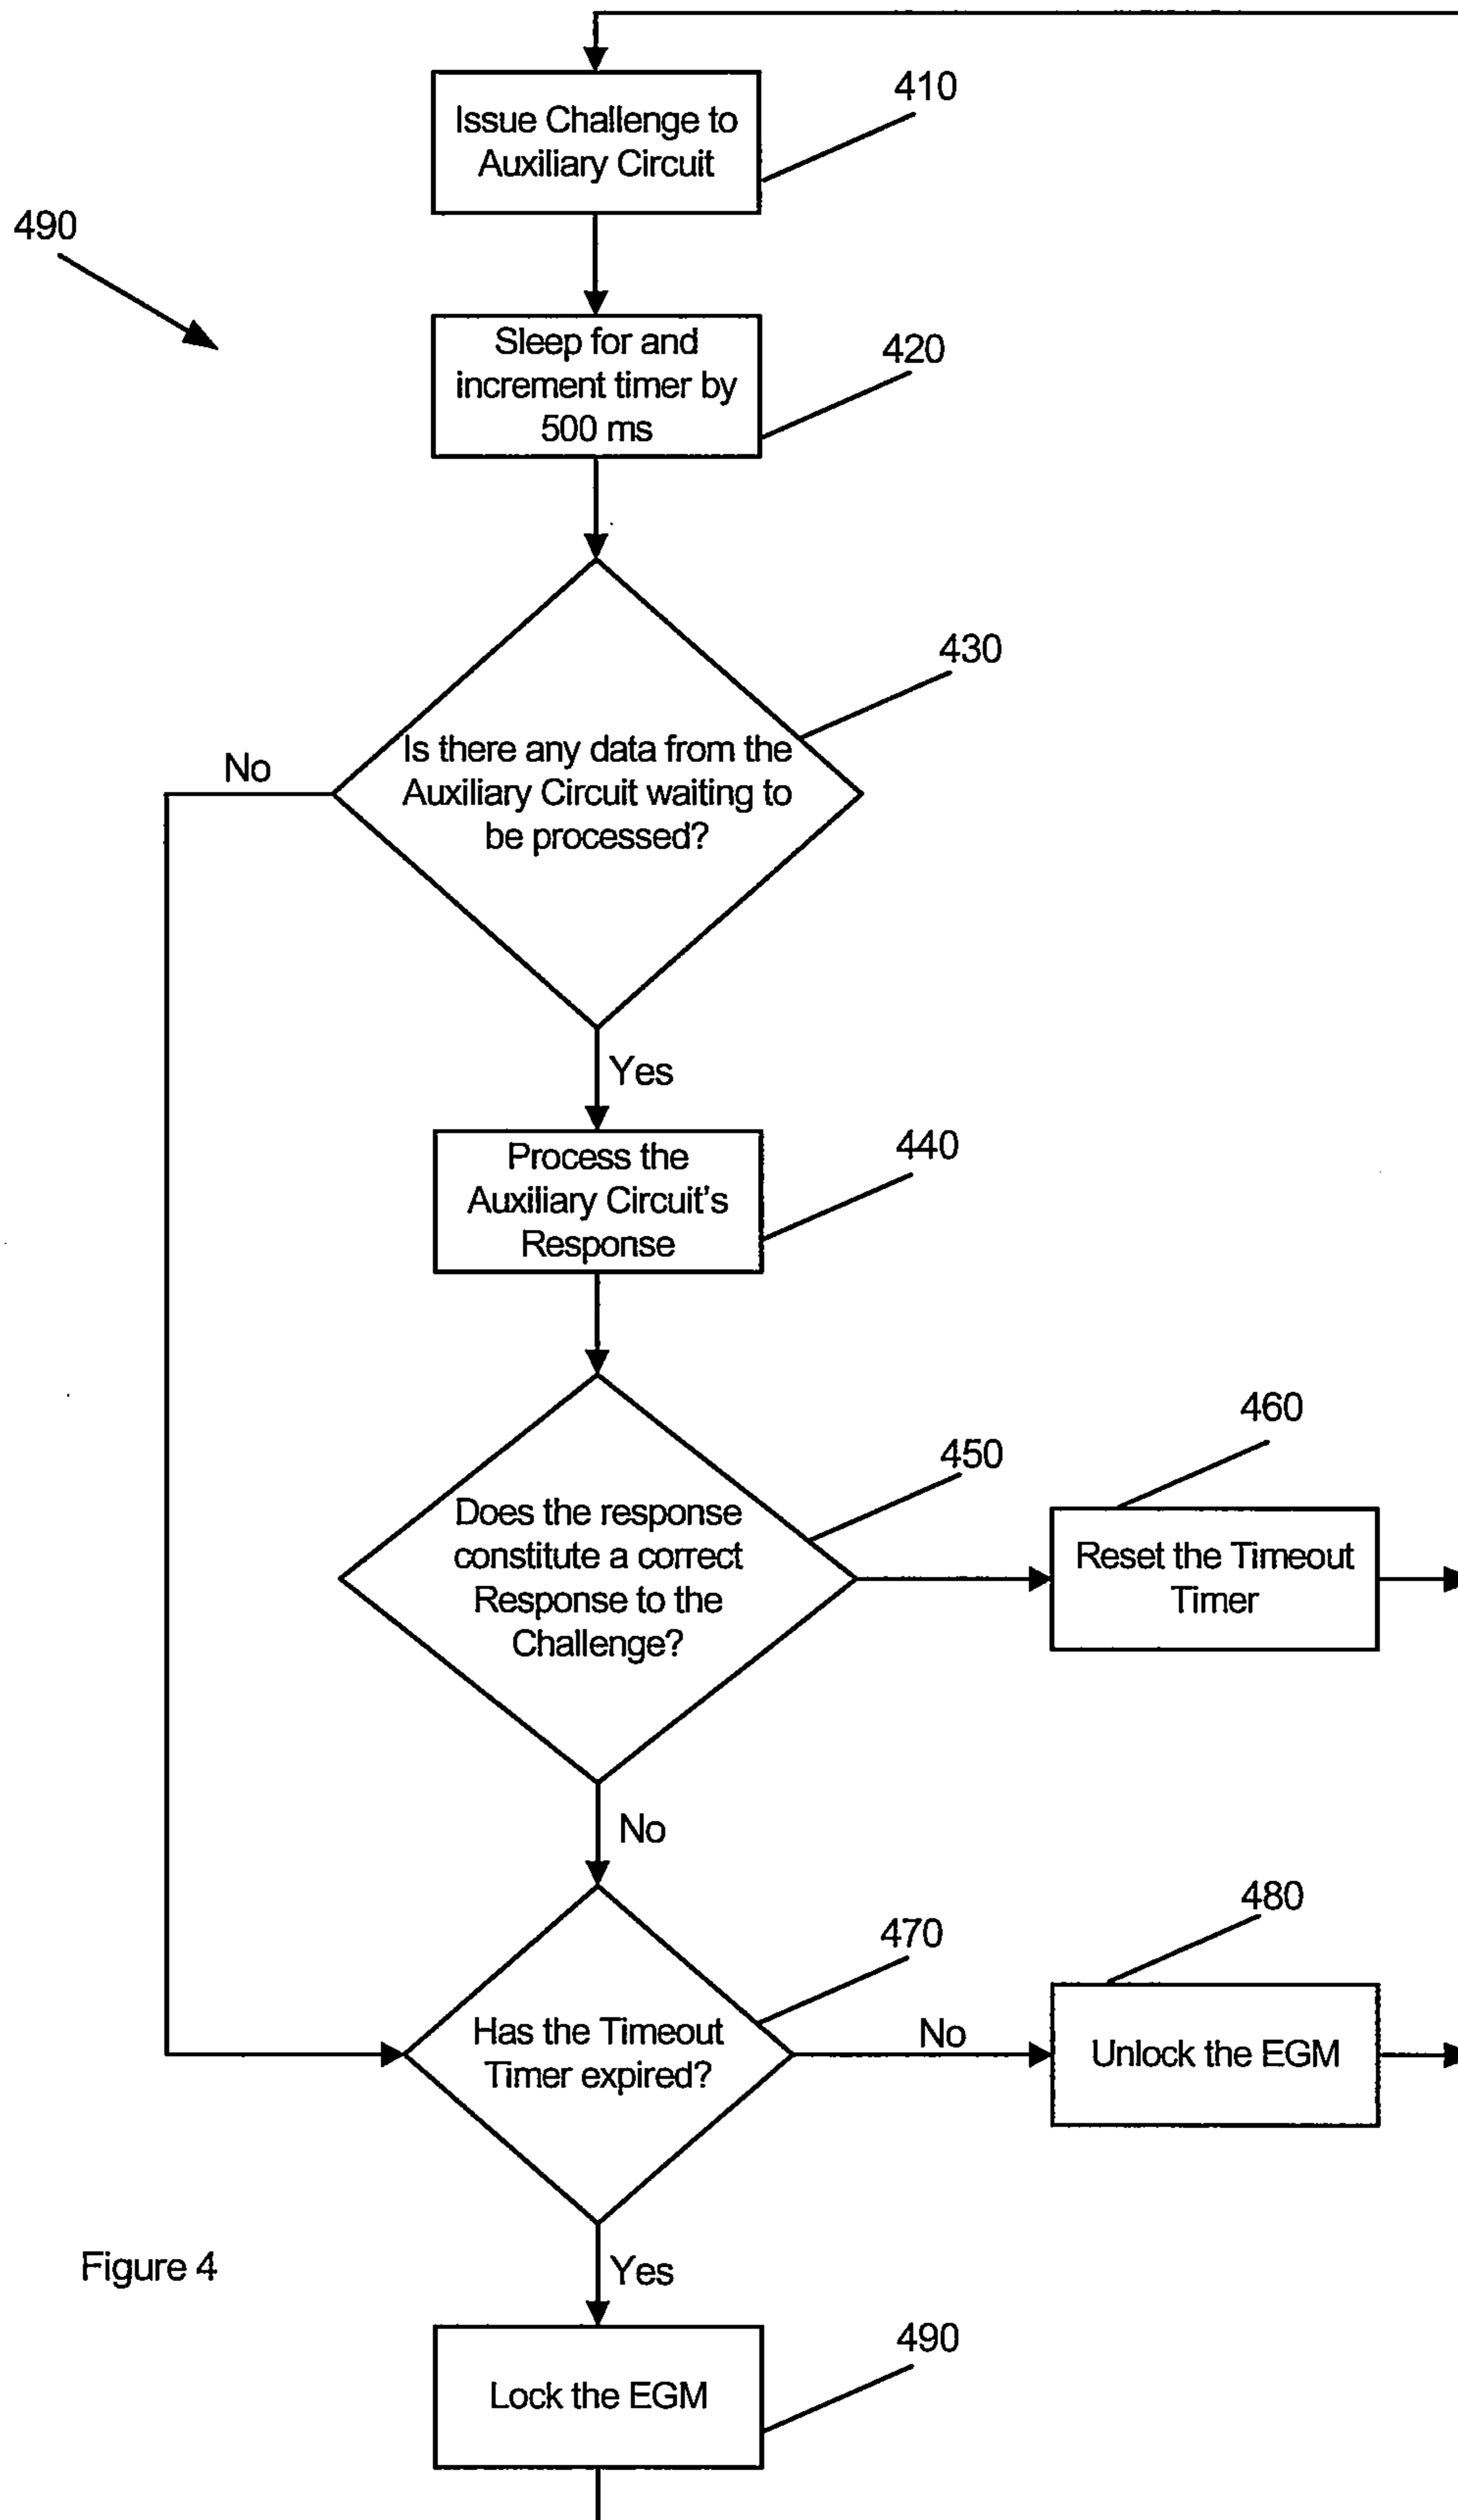 410
Issue Challenge to
Auxiliary Circuit
490
420
Sleep for and
increment timer by
500 ms
430
Is there any data from the
Auxiliary Circuit waiting to
be processed?
No
Yes
440
Process the
Auxiliary Circuit's
Response
460
450
Does the response
constitute a correct
Response to the
Challenge?
Reset the Timeout
Timer
No
480
470
Has the Timeout
Timer expired?
No
Unlock the EGM
Figure 4
Yes
490
Lock the EGM